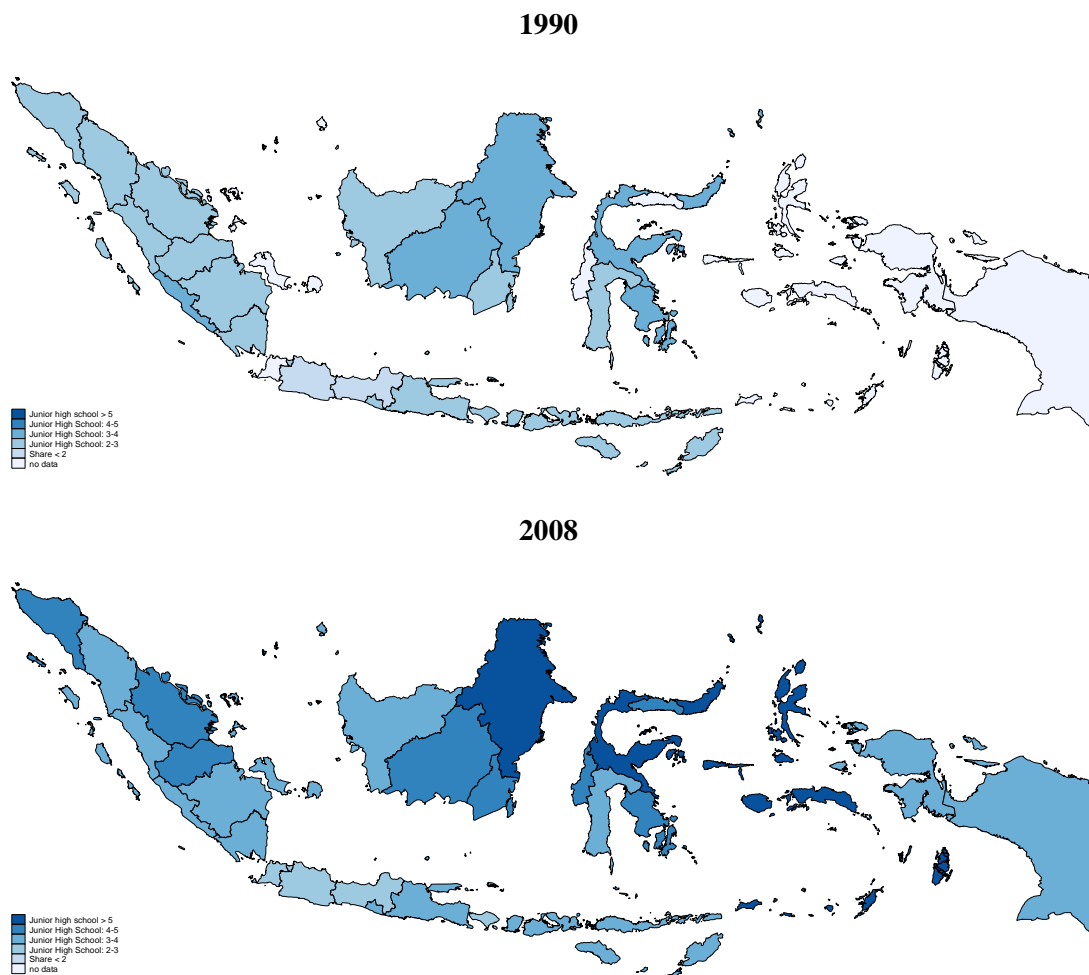 1990
Junior high school > 5
Junior High School: 4-5
Junior High School: 3-4
Junior High School: 2-3
Share < 2
no data
2008
Junior high school > 5
Junior High School: 4-5
Junior High School: 3-4
Junior High School: 2-3
Share < 2
no data